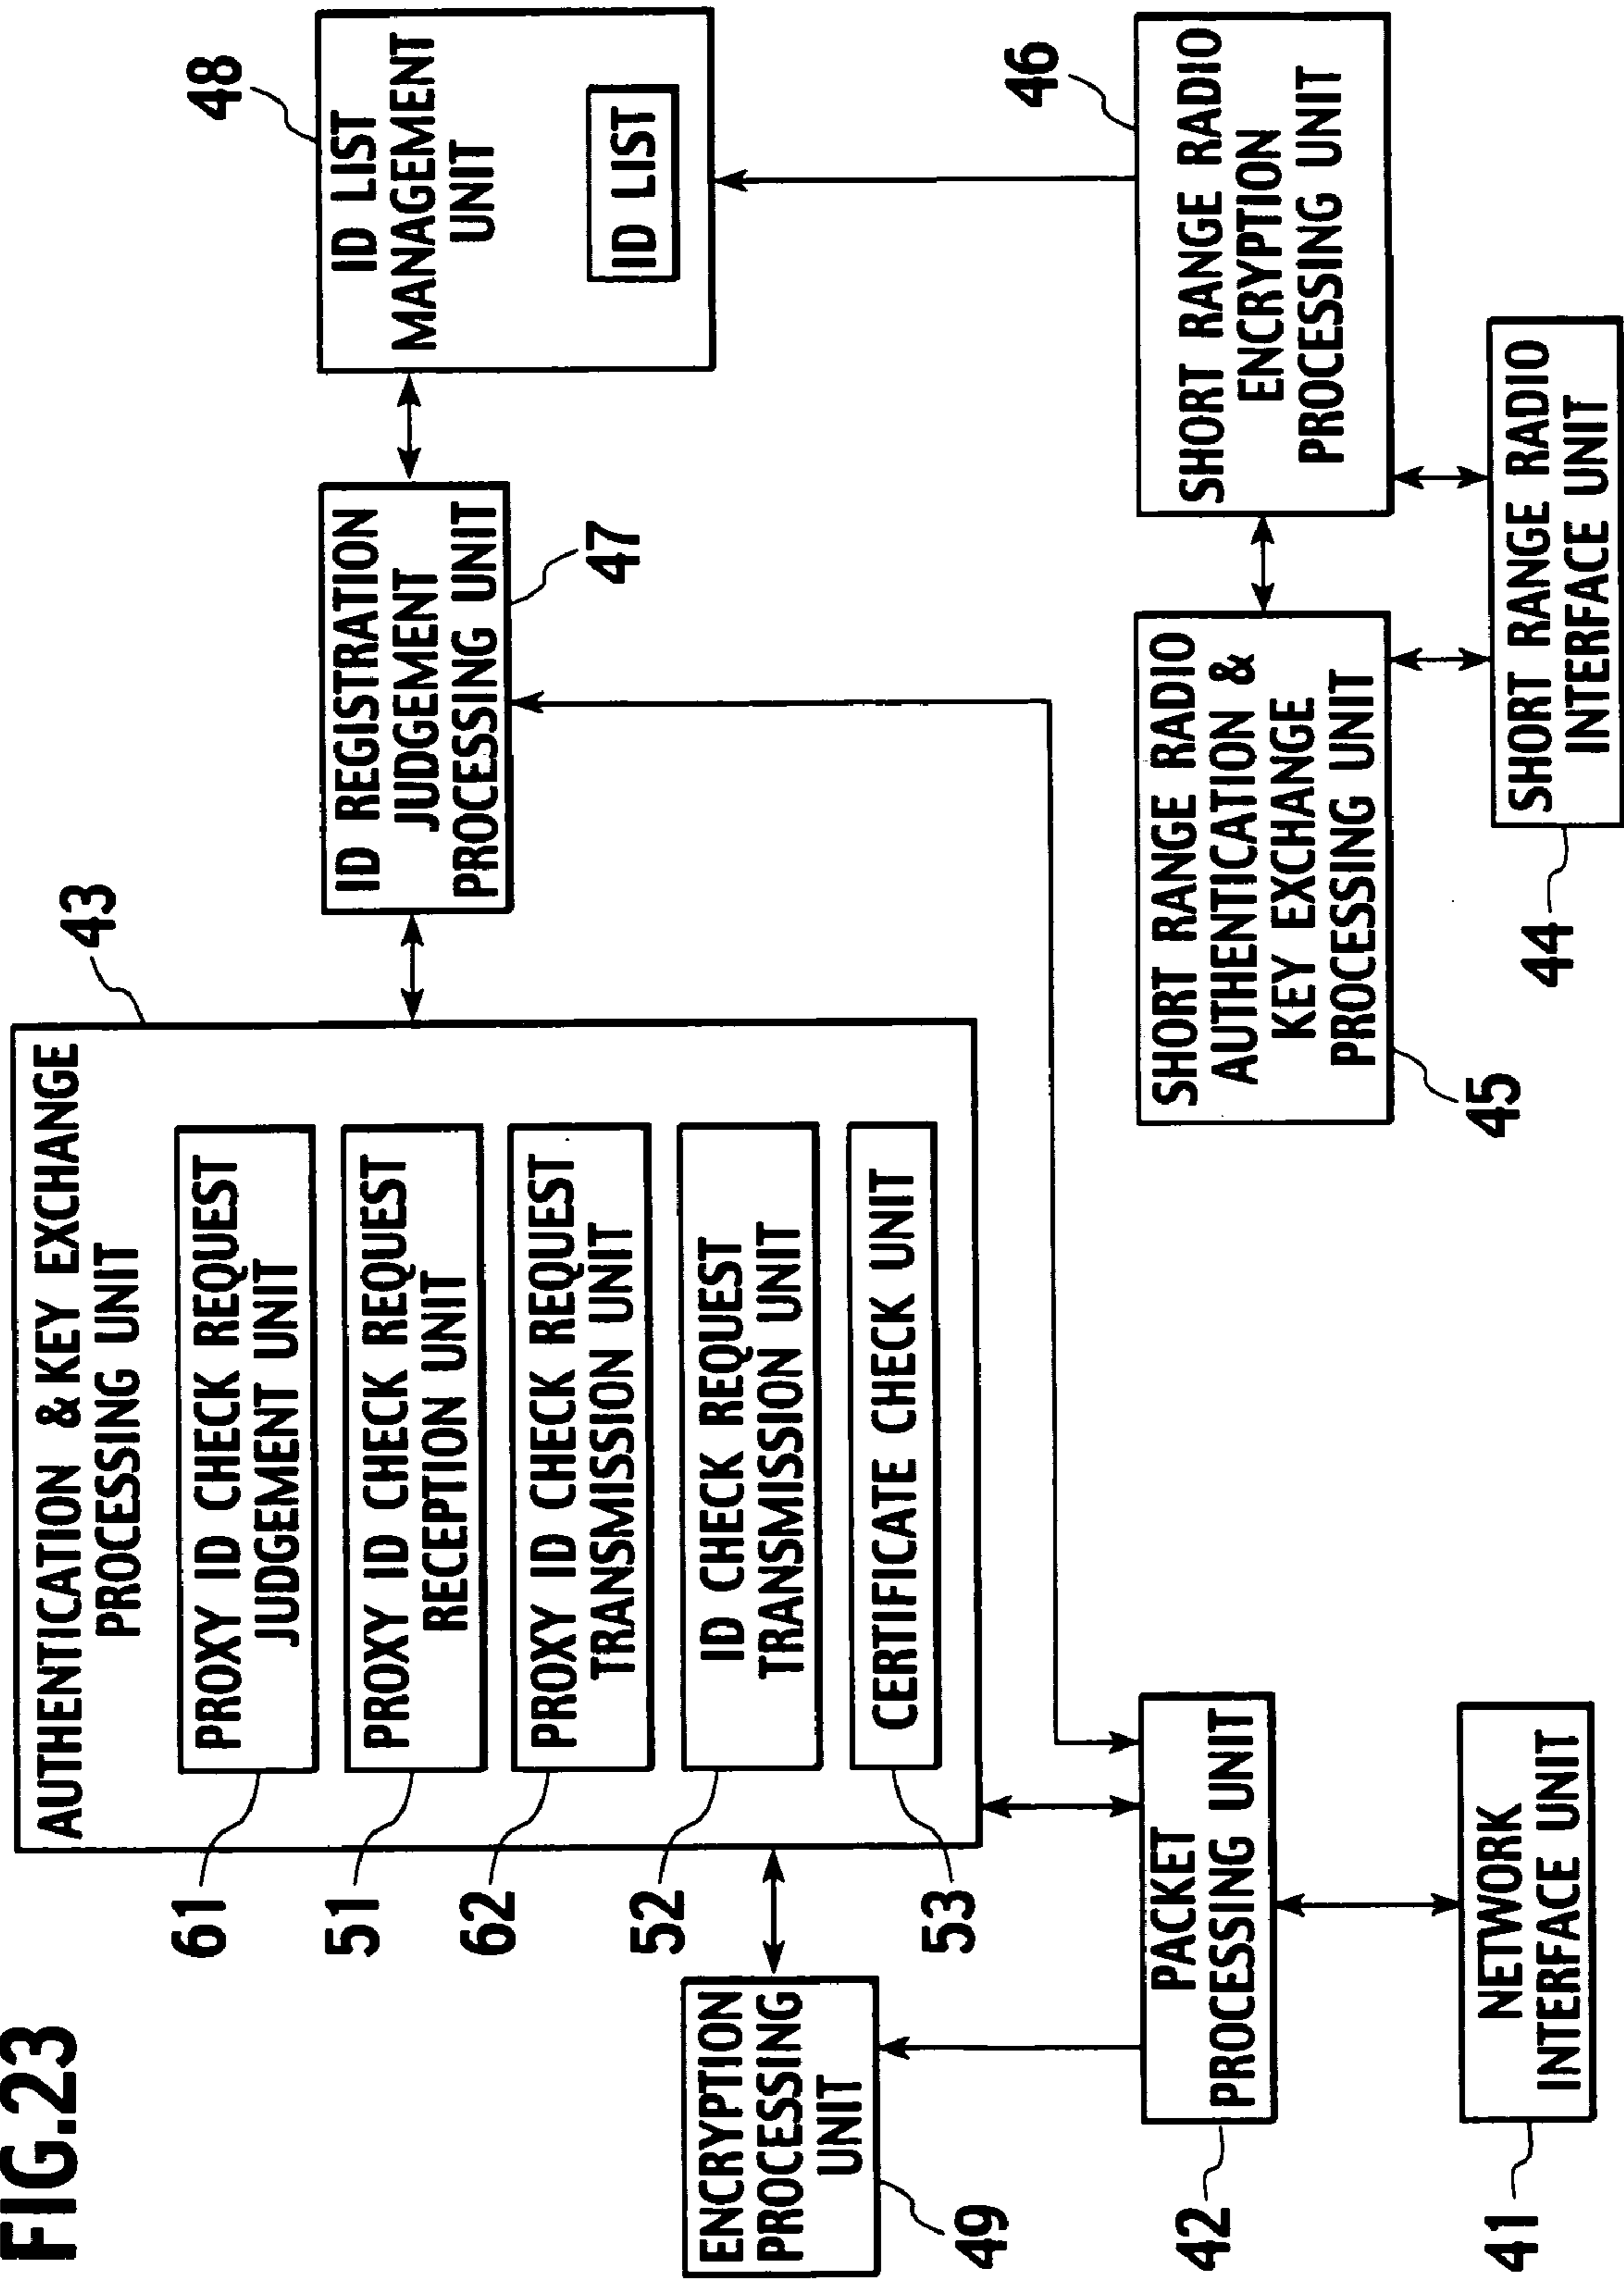 FIG.23
AUTHENTICATION & KEY EXCHANGE
PROCESSING UNIT
43
61
PROXY ID CHECK REQUEST
JUDGEMENT UNIT
51
PROXY ID CHECK REQUEST
RECEPTION UNIT
62
PROXY ID CHECK REQUEST
TRANSMISSION UNIT
52
ID CHECK REQUEST
TRANSMISSION UNIT
53
CERTIFICATE CHECK UNIT
ID REGISTRATION
JUDGEMENT
PROCESSING UNIT
47
ID LIST
MANAGEMENT
UNIT
48
ID LIST
ENCRYPTION
PROCESSING
UNIT
49
PACKET
PROCESSING UNIT
42
NETWORK
INTERFACE UNIT
41
SHORT RANGE RADIO
AUTHENTICATION &
KEY EXCHANGE
PROCESSING UNIT
45
SHORT RANGE RADIO
ENCRYPTION
PROCESSING UNIT
46
SHORT RANGE RADIO
INTERFACE UNIT
44